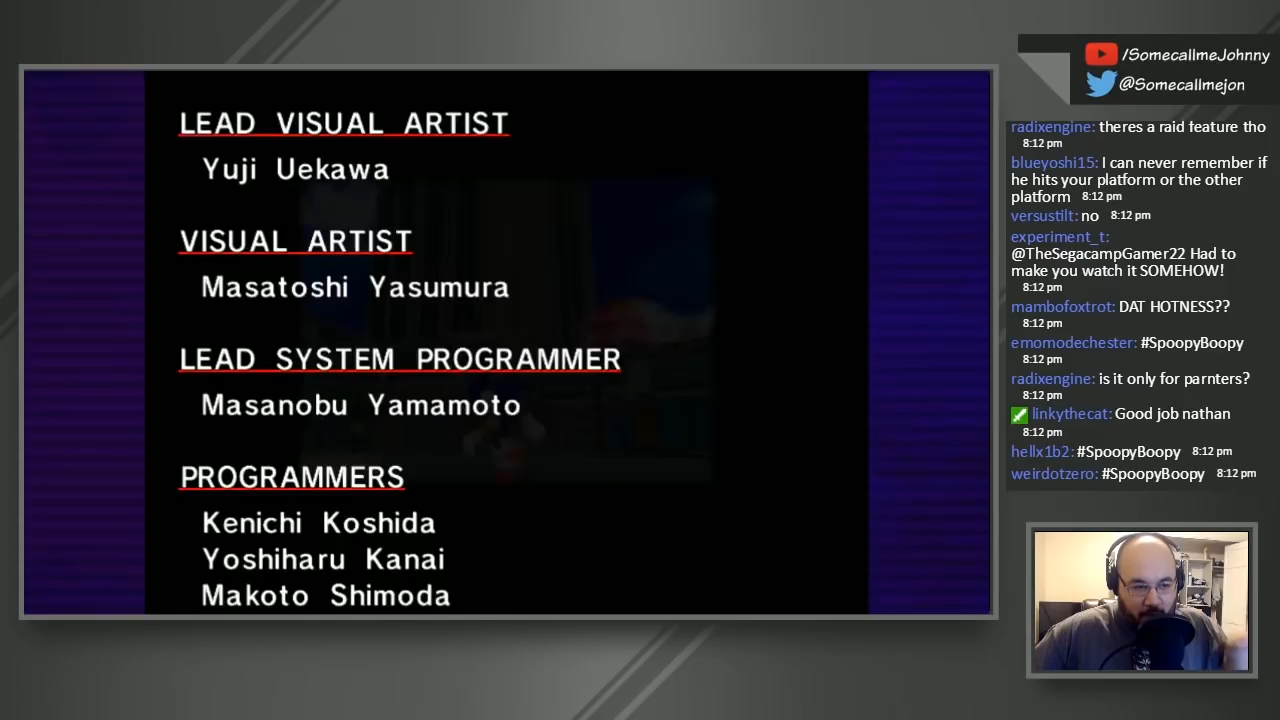 LEAD VISUAL ARTIST
Yuji Uekawa
VISUAL ARTIST
Masatoshi Yasumura
LEAD SYSTEM PROGRAMMER
Masanobu Yamamoto
PROGRAMMERS
Kenichi Koshida
Yoshiharu Kanai
Makoto Shimoda
/SomecallmeJohnny
@Somecallmejon
radixengine: theres a raid feature tho
8:12 pm
blueyoshi15: I can never remember if
he hits your platform or the other
platform 8:12 pm
versustilt: no 8:12 pm
experiment_t:
@TheSegacampGamer22 Had to
make you watch it SOMEHOW!
8:12 pm
mambofoxtrot: DAT HOTNESS??
8:12 pm
emomodechester: #SpoopyBoopy
8:12 pm
radixengine: is it only for parnters?
8:12 pm
linkythecat: Good job nathan
8:12 pm
hellx1b2: #SpoopyBoopy 8:12 pm
weirdotzero: #SpoopyBoopy 8:12 pm